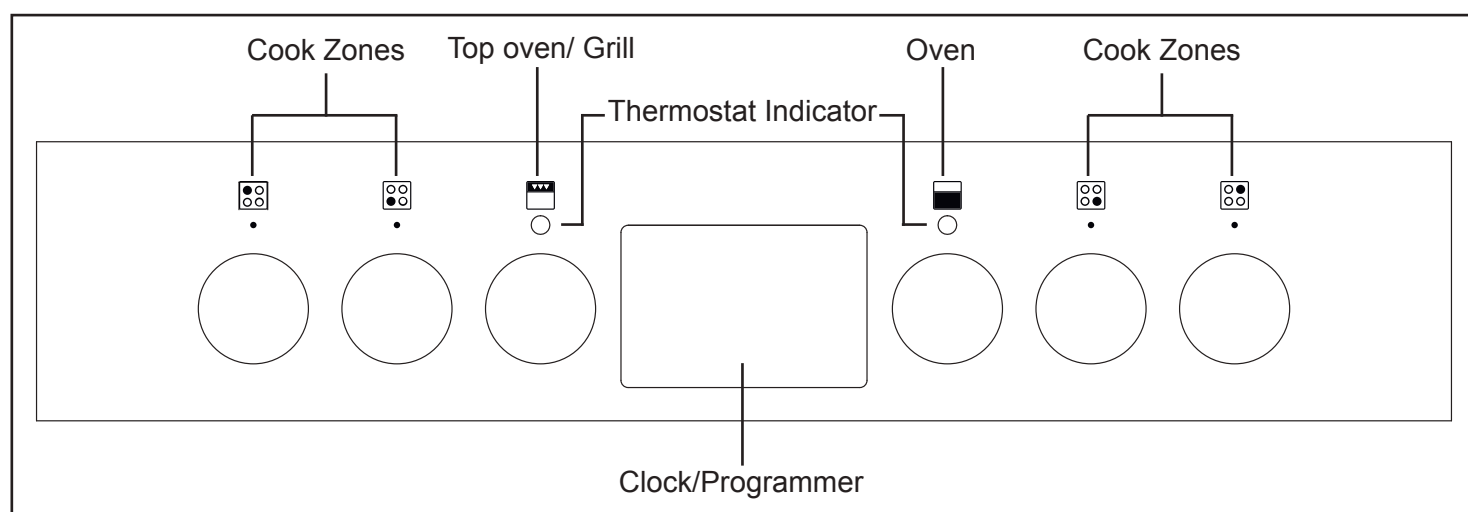 Cook Zones
Top oven/ Grill
Oven
Cook Zones
Thermostat Indicator
Clock/Programmer